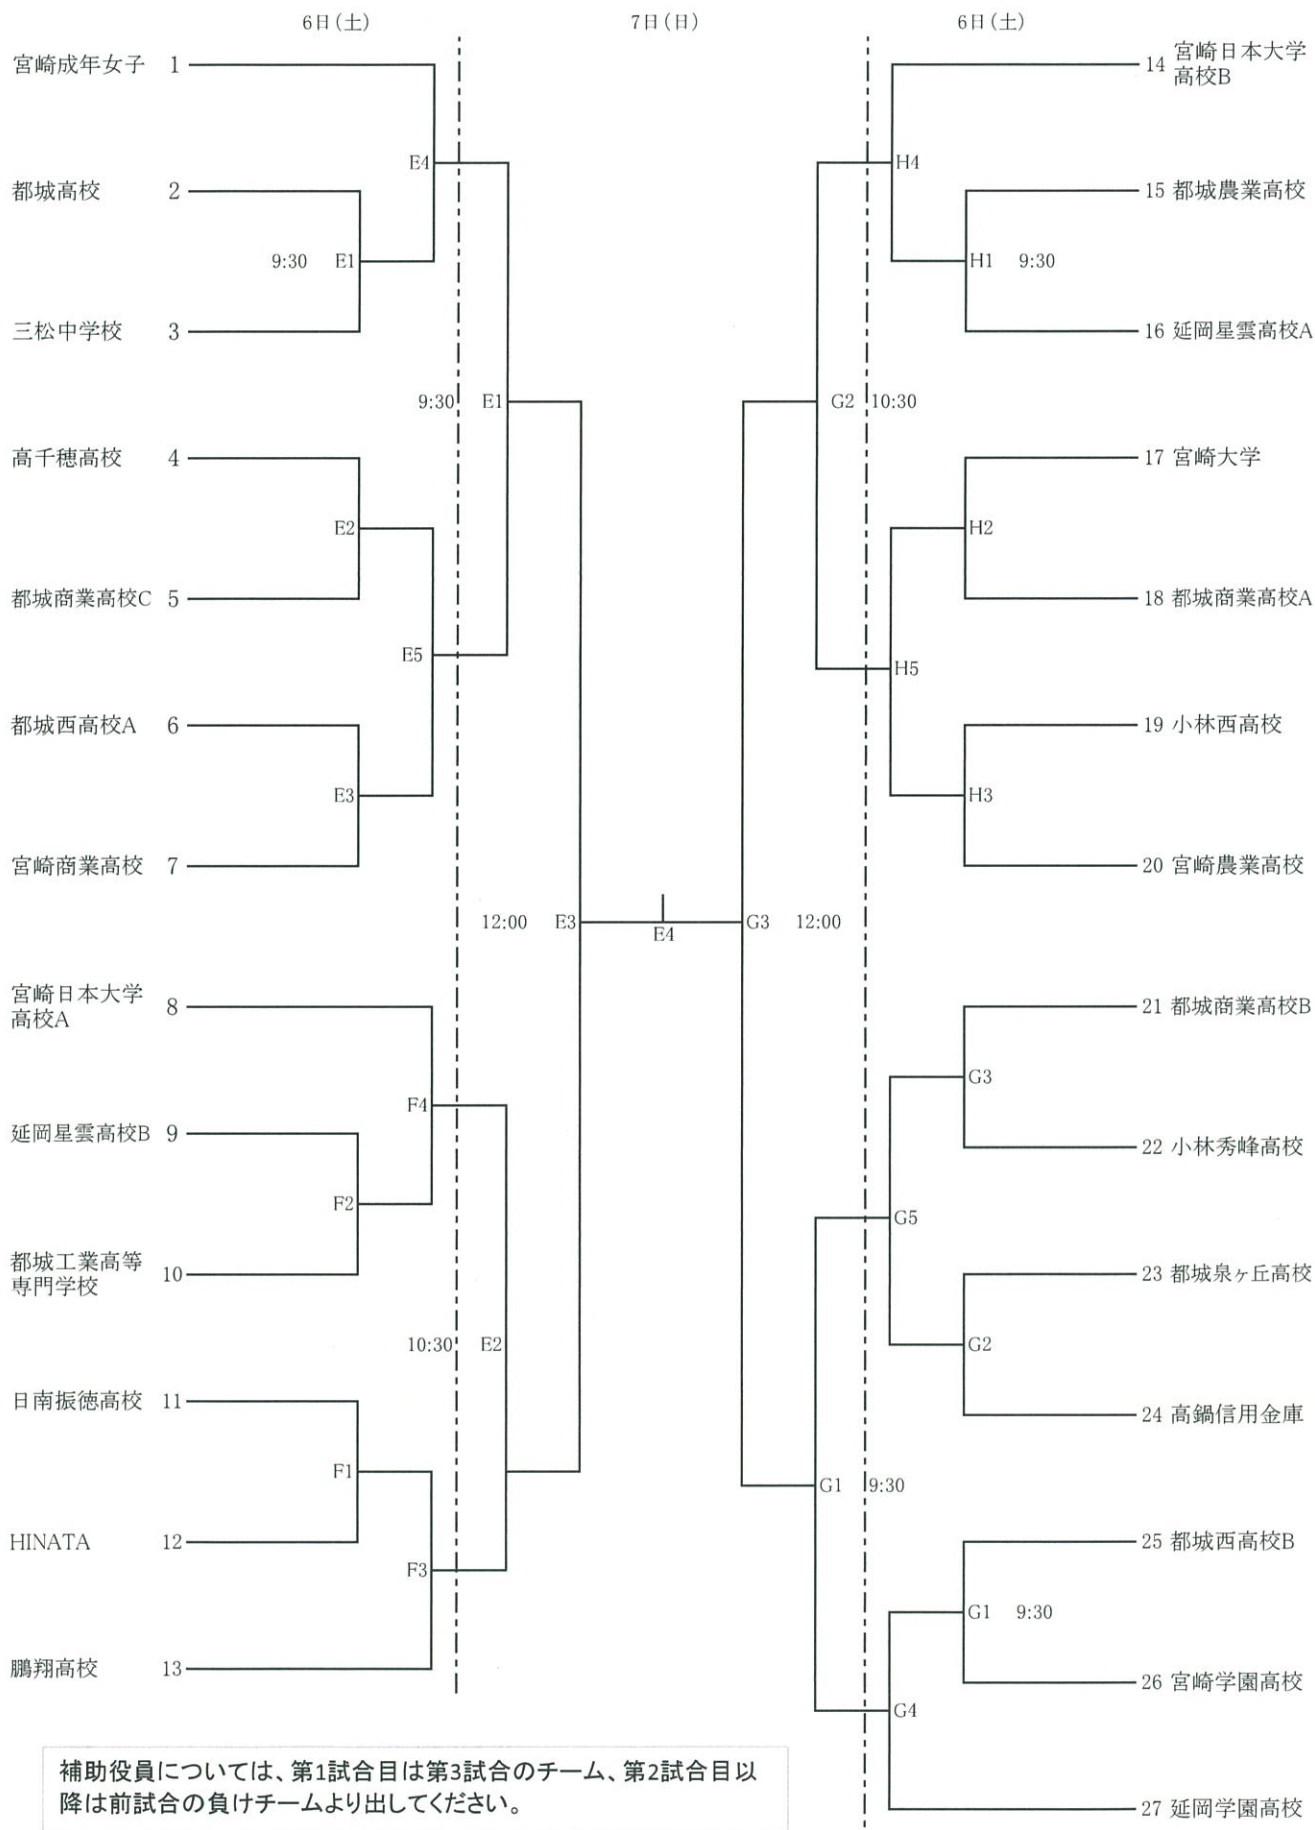 6日(土)
7日(日)
6日(土)
宮崎成年女子 1
都城高校 2
三松中学校 3
高千穂高校 4
都城商業高校C 5
都城西高校A 6
宮崎商業高校 7
宮崎日本大学
高校A 8
延岡星雲高校B 9
都城工業高等
専門学校 10
日南振徳高校 11
HINATA 12
鵬翔高校 13
E4
9:30 E1
E2
E5
E3
F4
F2
F1
F3
9:30 E1
10:30 E2
12:00 E3
E4
G3 12:00
G2 10:30
G1 9:30
H4
H1 9:30
H2
H5
H3
G3
G5
G2
G1 9:30
G4
14 宮崎日本大学
高校B
15 都城農業高校
16 延岡星雲高校A
17 宮崎大学
18 都城商業高校A
19 小林西高校
20 宮崎農業高校
21 都城商業高校B
22 小林秀峰高校
23 都城泉ヶ丘高校
24 高鍋信用金庫
25 都城西高校B
26 宮崎学園高校
27 延岡学園高校
補助役員については、第1試合目は第3試合のチーム、第2試合目以
降は前試合の負けチームより出してください。